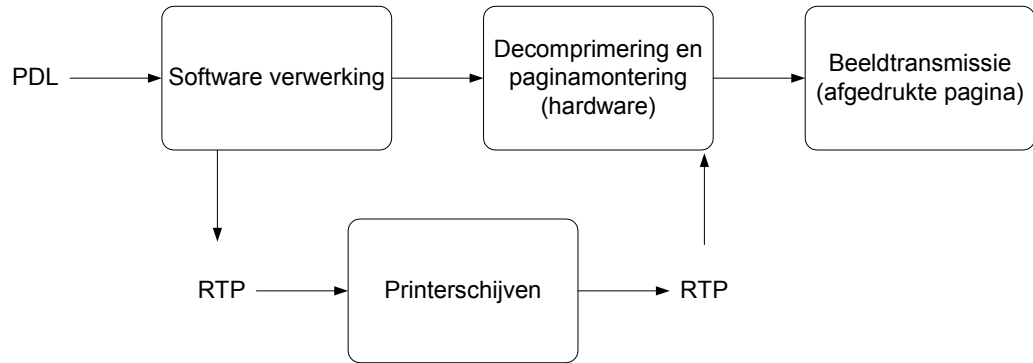 PDL
Software verwerking
Decomprimering en
paginamontering
(hardware)
Beeldtransmissie
(afgedrukte pagina)
RTP
Printerschijven
RTP